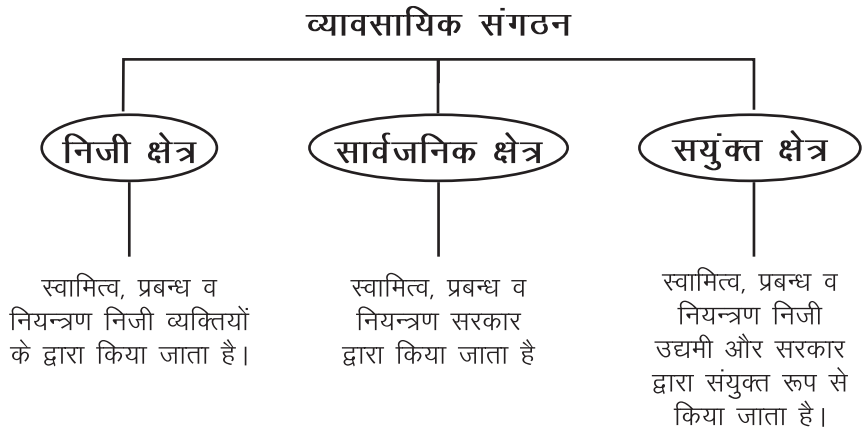 व्यावसायिक संगठन
निजी क्षेत्र
सार्वजनिक क्षेत्र
सयुंक्त क्षेत्र
स्वामित्व, प्रबन्ध व
नियन्त्रण निजी व्यक्तियों
के द्वारा किया जाता है।
स्वामित्व, प्रबन्ध व
नियन्त्रण सरकार
द्वारा किया जाता है
स्वामित्व, प्रबन्ध व
नियन्त्रण निजी
उद्यमी और सरकार
द्वारा संयुक्त रूप से
किया जाता है।